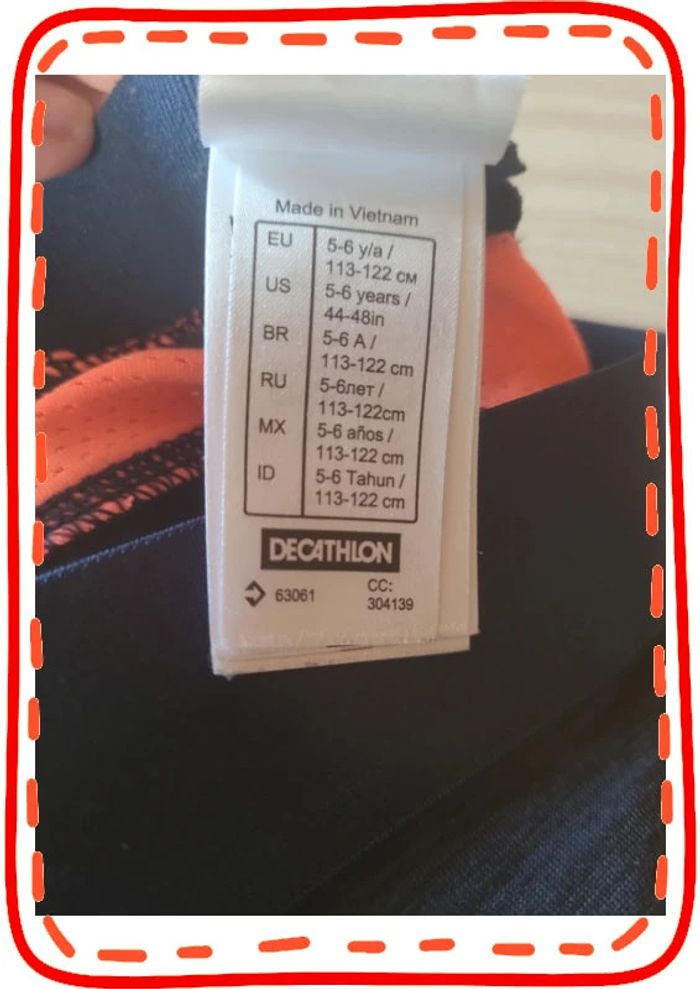 Made in Vietnam
EU 5-6 y/a /
113-122 см
US 5-6 years /
44-48in
BR 5-6 A /
113-122 cm
RU 5-6лет /
113-122cm
MX 5-6 años /
113-122 cm
ID 5-6 Tahun /
113-122 cm
DECATHLON
63061 CC:
304139